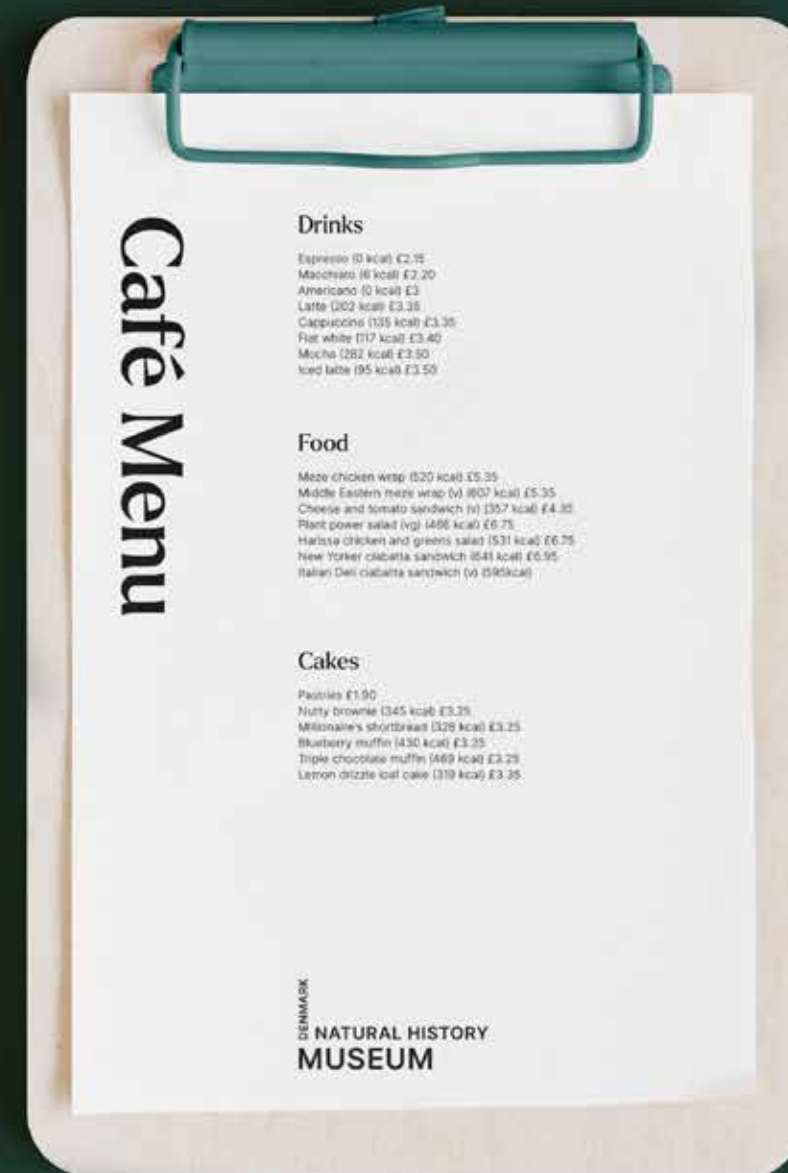 Café Menu
Drinks
Espresso (0 kcal) £2.15
Macchiato (6 kcal) £2.20
Americano (0 kcal) £3
Latte (202 kcal) £3.35
Cappuccino (135 kcal) £3.35
Flat white (117 kcal) £3.40
Mocha (282 kcal) £3.50
Iced latte (95 kcal) £3.50
Food
Meze chicken wrap (520 kcal) £5.35
Middle Eastern meze wrap (v) (607 kcal) £5.35
Cheese and tomato sandwich (v) (357 kcal) £4.35
Plant power salad (vg) (466 kcal) £6.75
Harissa chicken and greens salad (531 kcal) £6.75
New Yorker ciabatta sandwich (641 kcal) £6.95
Italian Deli ciabatta sandwich (v) (595kcal)
Cakes
Pastries £1.90
Nutty brownie (345 kcal) £3.25
Millionaire's shortbread (328 kcal) £3.25
Blueberry muffin (430 kcal) £3.25
Triple chocolate muffin (469 kcal) £3.25
Lemon drizzle loaf cake (319 kcal) £3.35
DENMARK
NATURAL HISTORY
MUSEUM